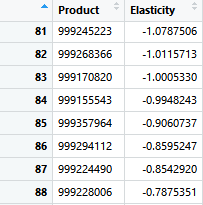 Product Elasticity
81 999245223 -1.0787506
82 999268366 -1.0115713
83 999170820 -1.0005330
84 999155543 -0.9948243
85 999357964 -0.9060737
86 999294112 -0.8595247
87 999224490 -0.8542920
88 999228006 -0.7875351